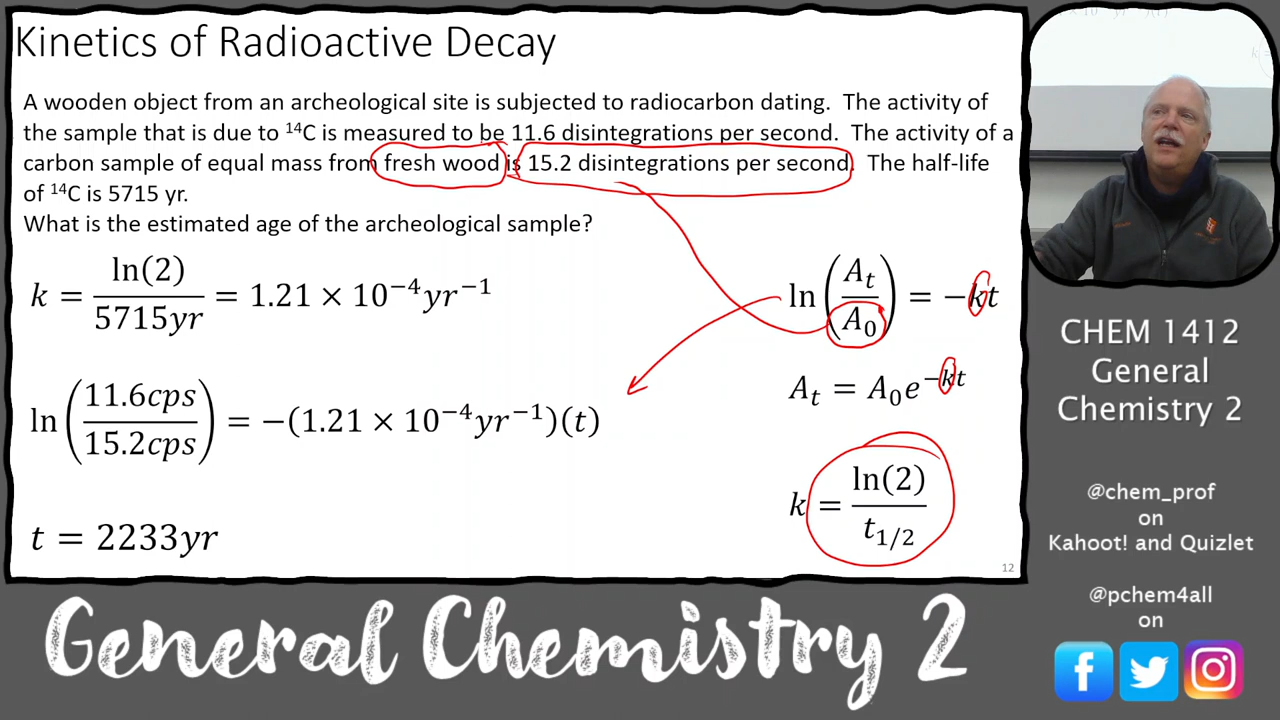 Kinetics of Radioactive Decay
A wooden object from an archeological site is subjected to radiocarbon dating. The activity of
the sample that is due to ¹⁴C is measured to be 11.6 disintegrations per second. The activity of a
carbon sample of equal mass from fresh wood is 15.2 disintegrations per second. The half-life
of ¹⁴C is 5715 yr.
What is the estimated age of the archeological sample?
k = ln(2) / 5715yr = 1.21 × 10⁻⁴yr⁻¹
ln(11.6cps / 15.2cps) = −(1.21 × 10⁻⁴yr⁻¹)(t)
t = 2233yr
ln(Aₜ / A₀) = −kt
Aₜ = A₀e⁻ᵏᵗ
k = ln(2) / t₁/₂
12
CHEM 1412
General
Chemistry 2
@chem_prof
on
Kahoot! and Quizlet
@pchem4all
on
General Chemistry 2